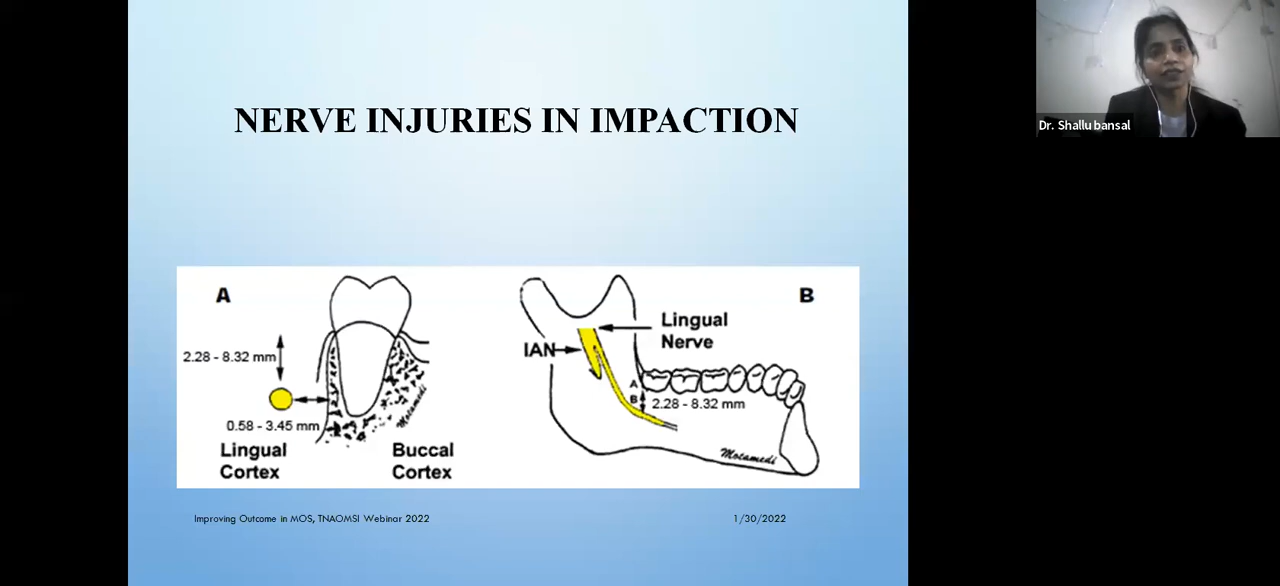 NERVE INJURIES IN IMPACTION
A
2.28 - 8.32 mm
0.58 - 3.45 mm
Lingual
Cortex
Buccal
Cortex
Motamedi
B
Lingual
Nerve
IAN
A
B
2.28 - 8.32 mm
Motamedi
Improving Outcome in MOS, TNAOMSI Webinar 2022
1/30/2022
Dr. Shallu bansal